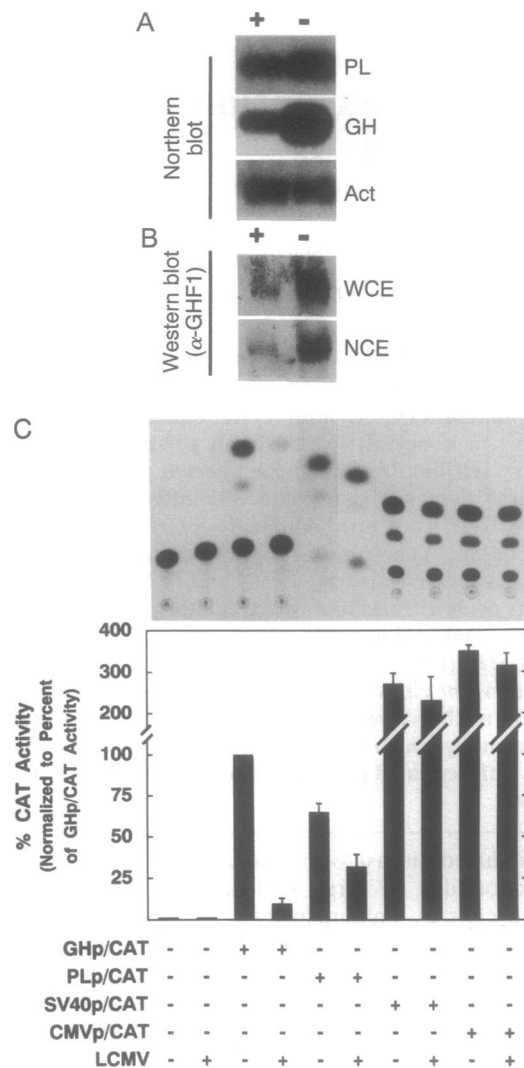 A
+ -
PL
GH
Act
Northern
blot
B
+ -
WCE
NCE
Western blot
(α-GHF1)
C
400
300
200
100
75
50
25
% CAT Activity
(Normalized to Percent
of GHp/CAT Activity)
GHp/CAT - - + + - - - - - -
PLp/CAT - - - - + + - - - -
SV40p/CAT - - - - - - + + - -
CMVp/CAT - - - - - - - - + +
LCMV - + - + - + - + - +